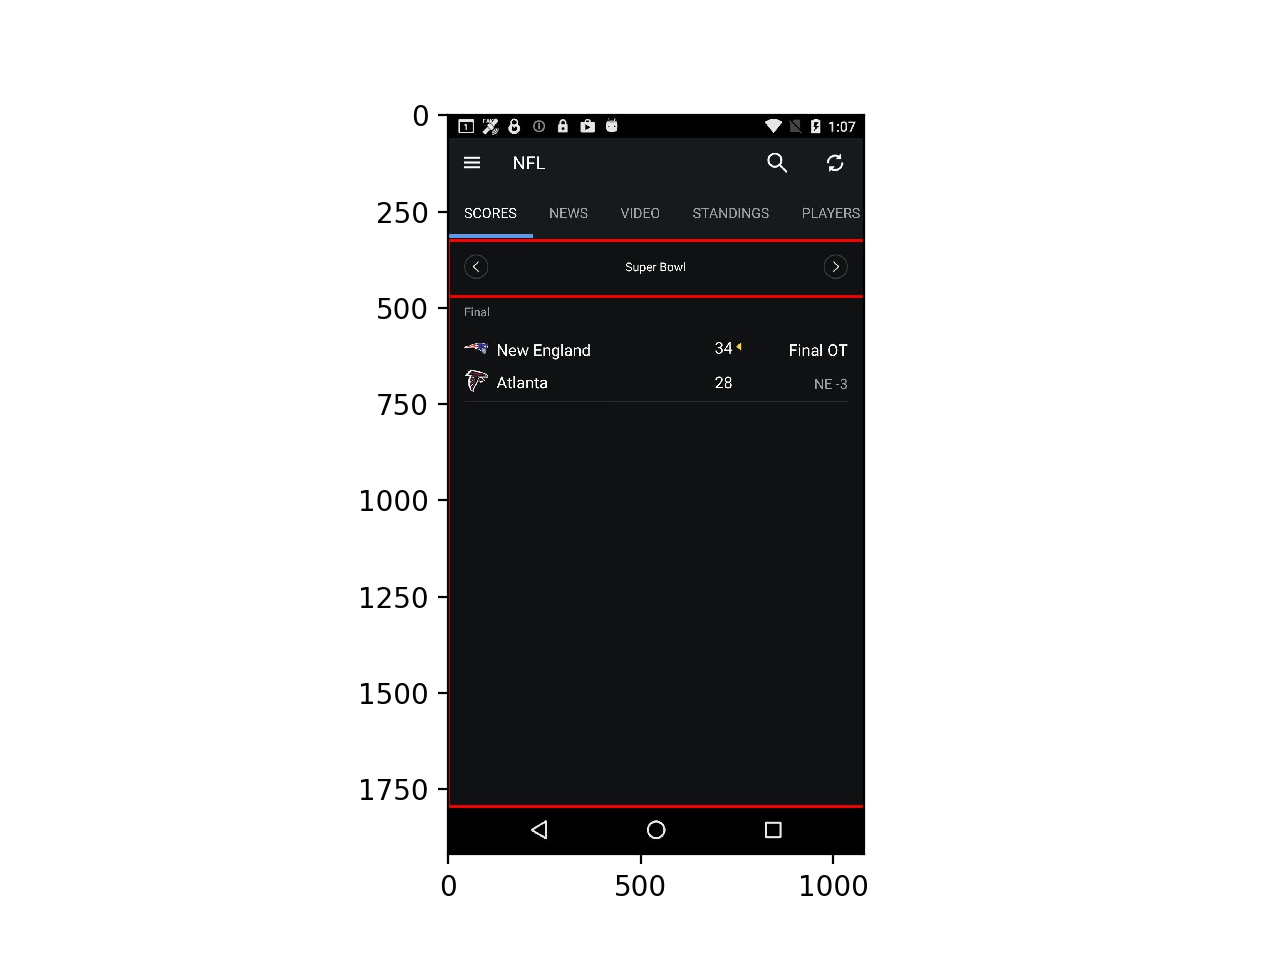 0
250
500
750
1000
1250
1500
1750
0 500 1000
1:07
NFL
SCORES NEWS VIDEO STANDINGS PLAYERS
Super Bowl
Final
New England 34 Final OT
Atlanta 28 NE -3